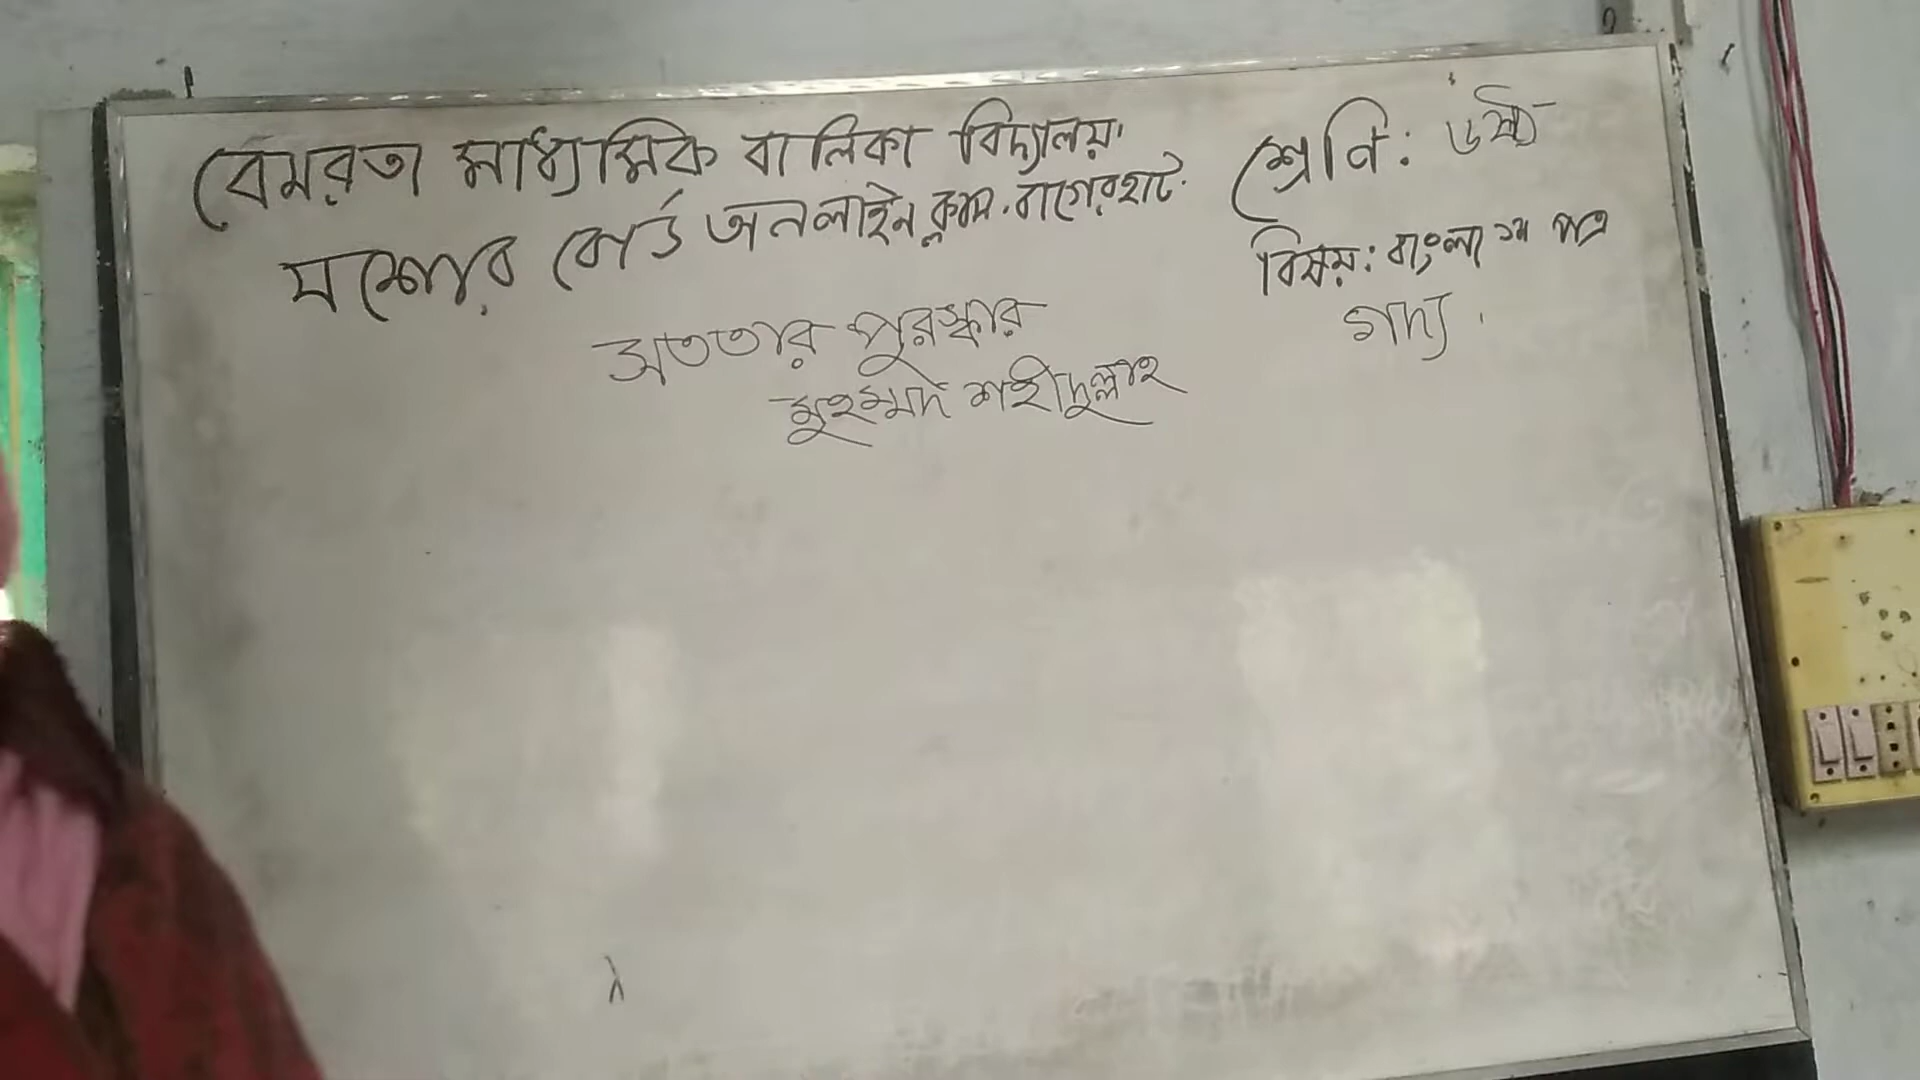 বেমরতা মাধ্যমিক বালিকা বিদ্যালয়
যশোর বোর্ড অনলাইন ক্লাস. বাগেরহাট.
সততার পুরস্কার
মুহম্মদ শহীদুল্লাহ
শ্রেণি: ৬ষ্ঠ
বিষয়: বাংলা ১ম পত্র
গদ্য.